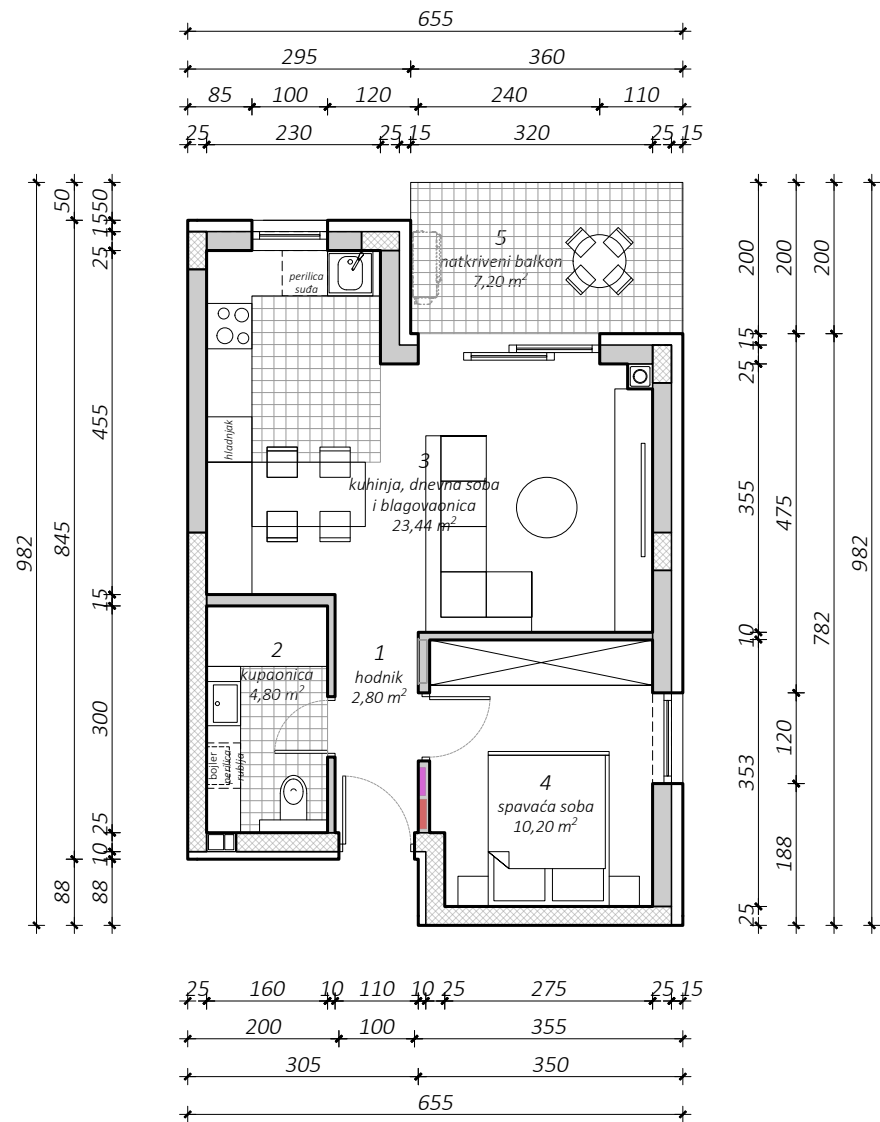 655
295 360
85 100 120 240 110
25 230 25 15 320 25 15
50 50 200 200 200
15
25
5
natkriveni balkon
7,20 m²
perilica
suđa
15
25
hladnjak
3
kuhinja, dnevna soba
i blagovaonica
23,44 m²
982 845 455 355 475 982
15
10 782
2
kupaonica
4,80 m²
1
hodnik
2,80 m²
300 120
bojler
perilica
rublja
4
spavaća soba
10,20 m²
353
25
10 188
88 88
25
25 160 10 110 10 25 275 25 15
200 100 355
305 350
655